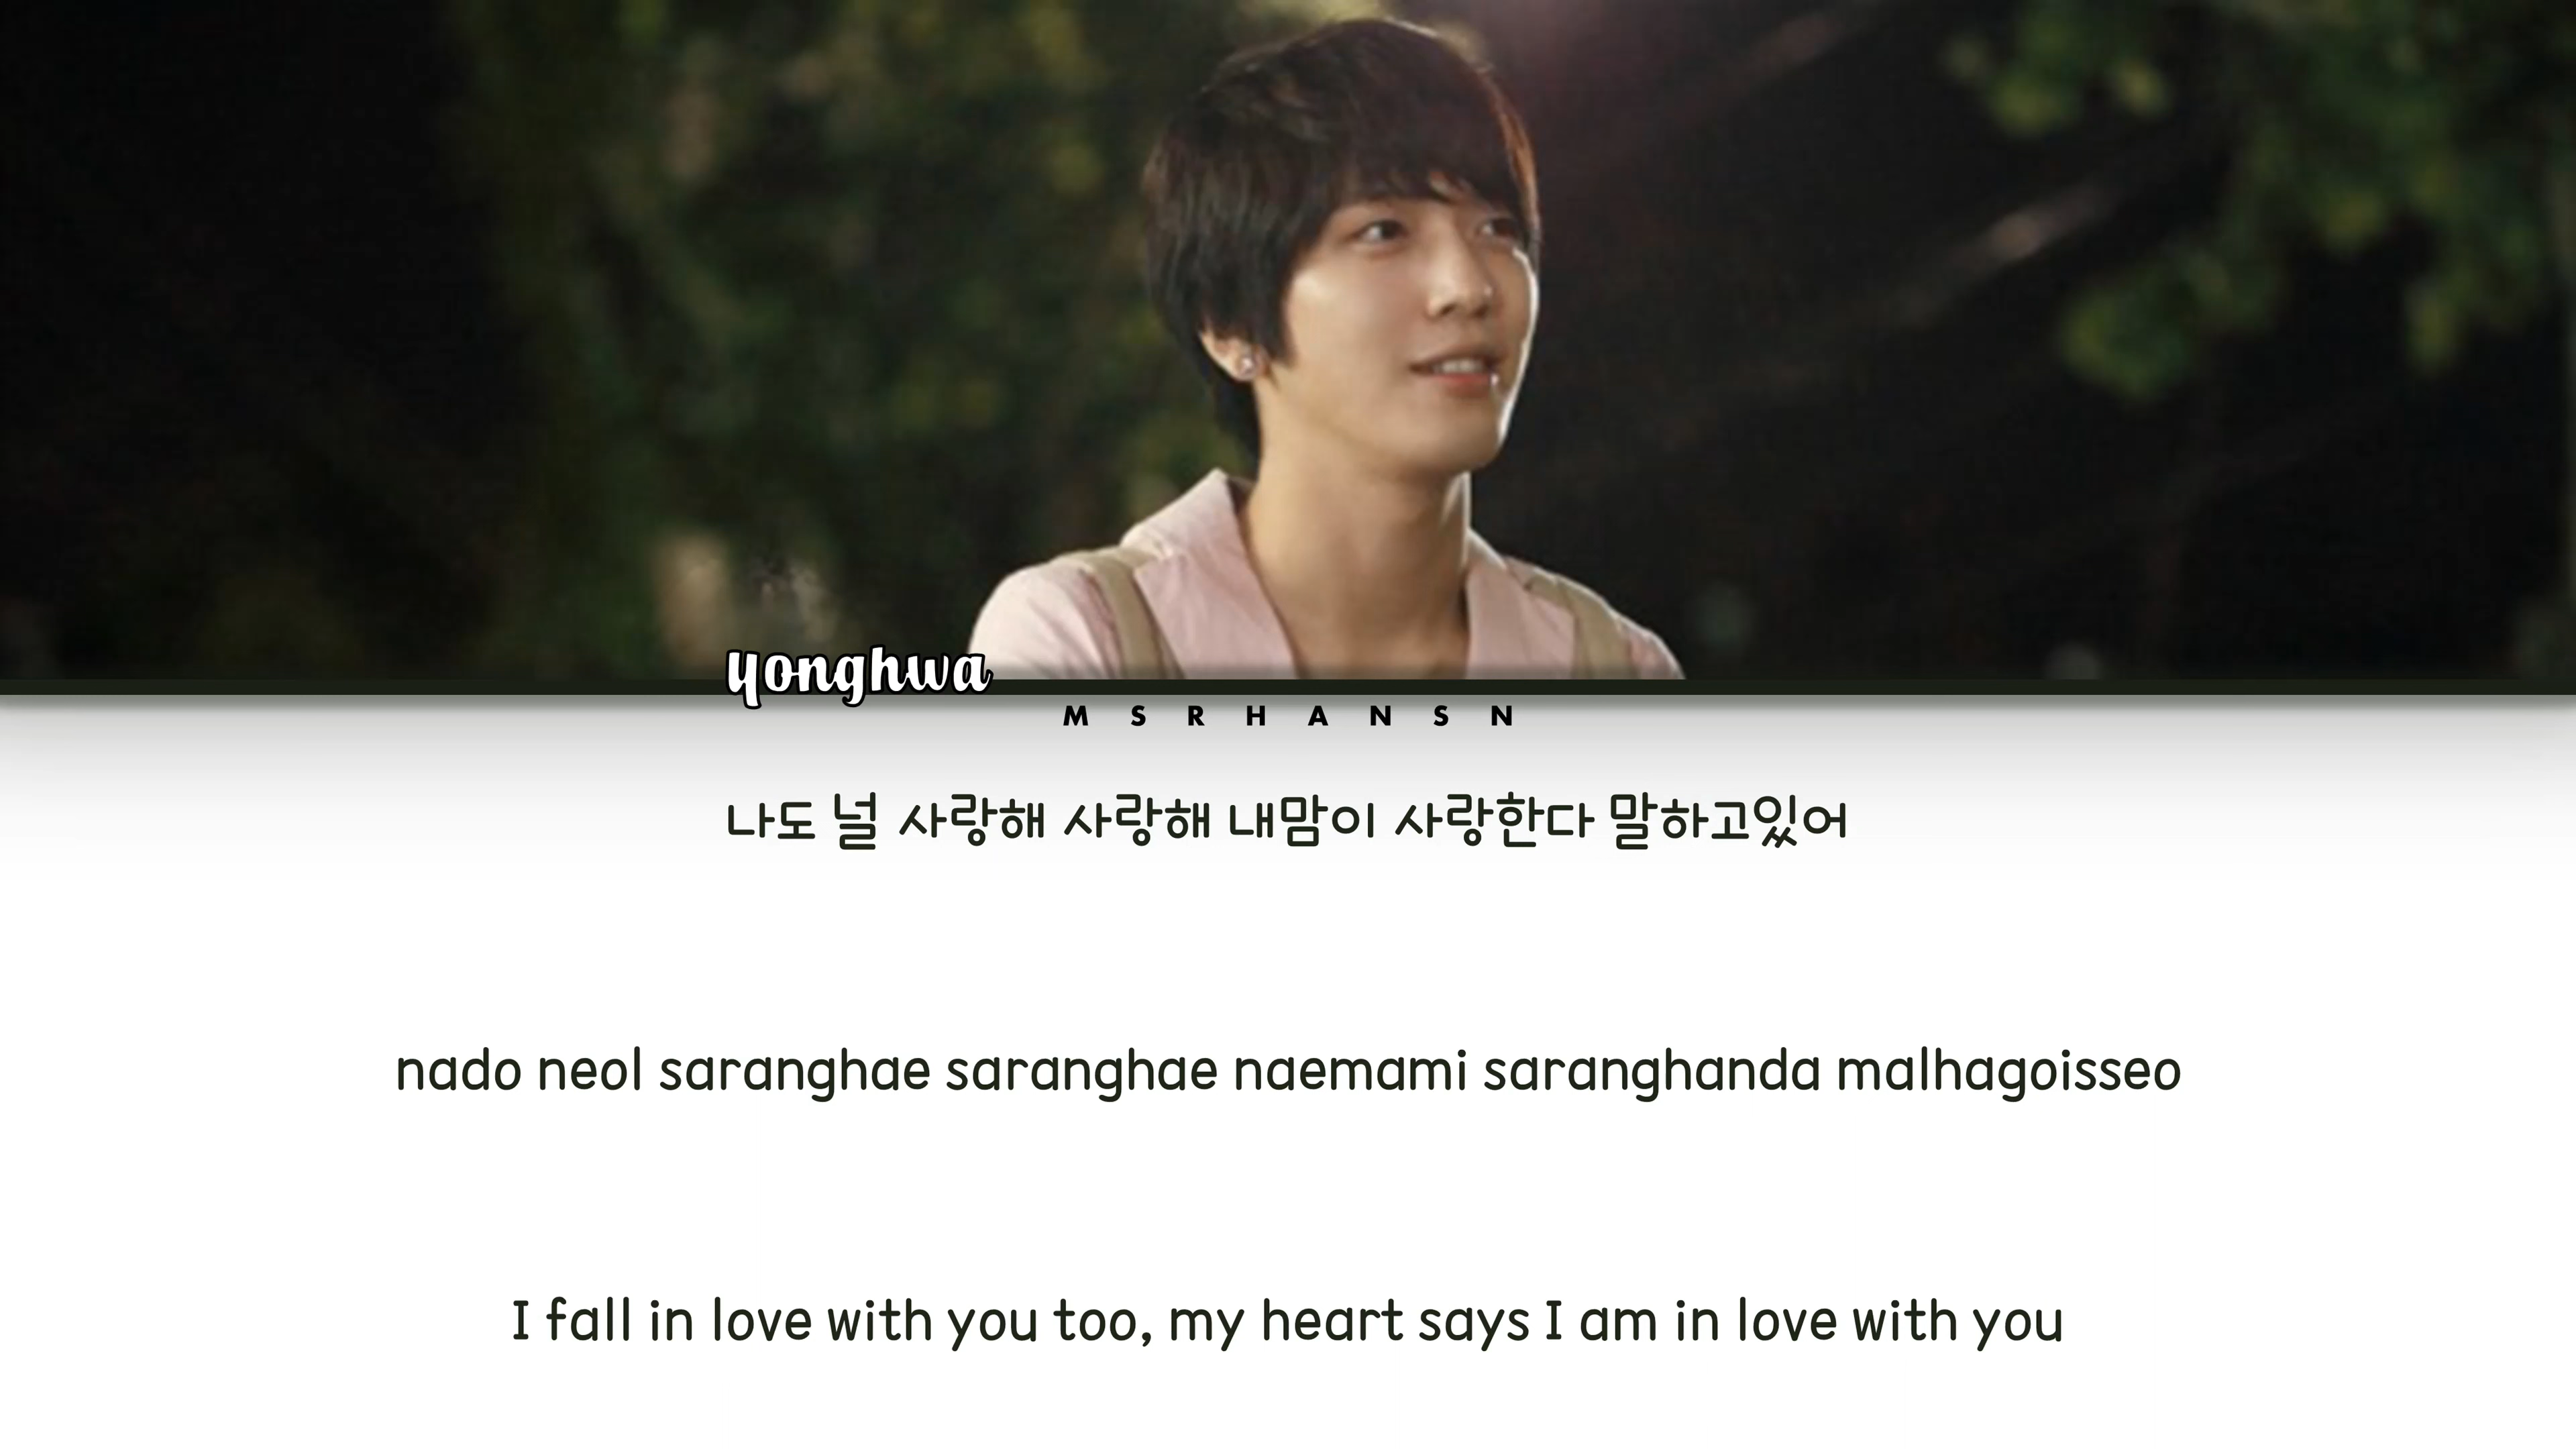 yonghwa
M S R H A N S N
나도 널 사랑해 사랑해 내맘이 사랑한다 말하고있어
nado neol saranghae saranghae naemami saranghanda malhagoisseo
I fall in love with you too, my heart says I am in love with you